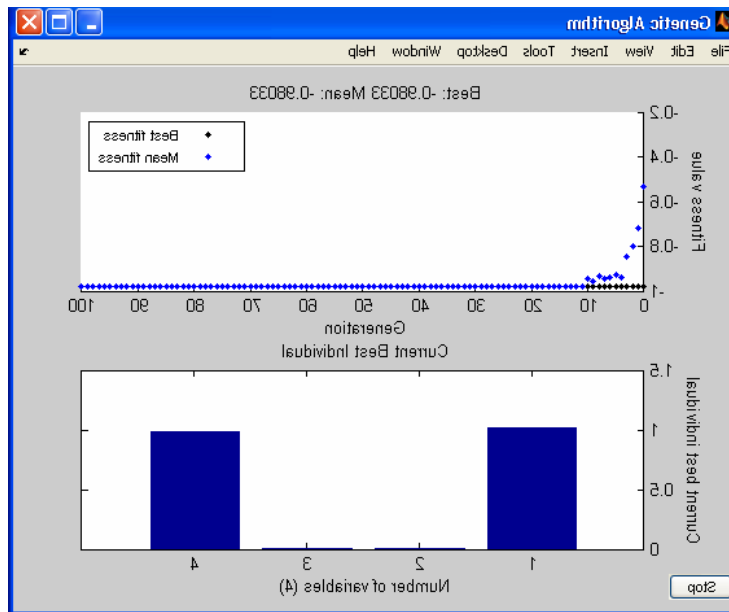 Genetic Algorithm
File Edit View Insert Tools Desktop Window Help
Best: -0.98033 Mean: -0.98033
-0.2
-0.4
-0.6
-0.8
-1
Fitness value
Best fitness
Mean fitness
0 10 20 30 40 50 60 70 80 90 100
Generation
Current Best Individual
1.5
1
0.5
0
Current best individual
1 2 3 4
Number of variables (4)
Stop